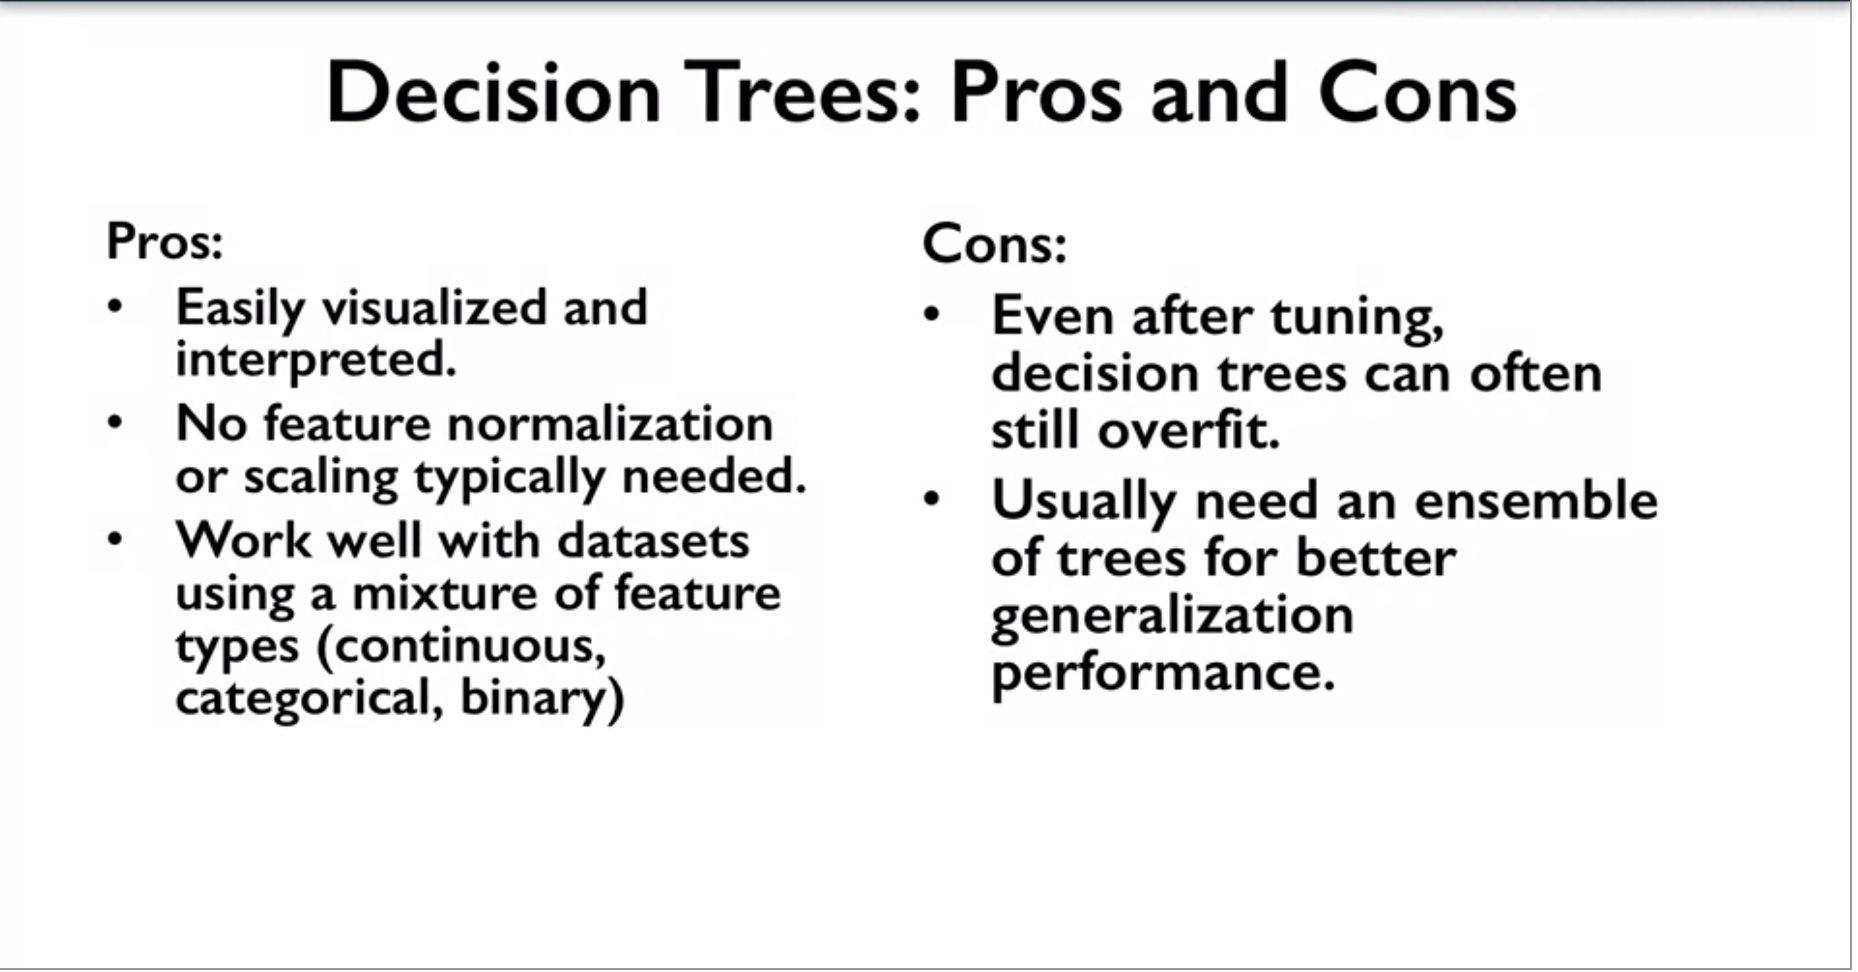 Decision Trees: Pros and Cons
Pros:
• Easily visualized and
interpreted.
• No feature normalization
or scaling typically needed.
• Work well with datasets
using a mixture of feature
types (continuous,
categorical, binary)
Cons:
• Even after tuning,
decision trees can often
still overfit.
• Usually need an ensemble
of trees for better
generalization
performance.